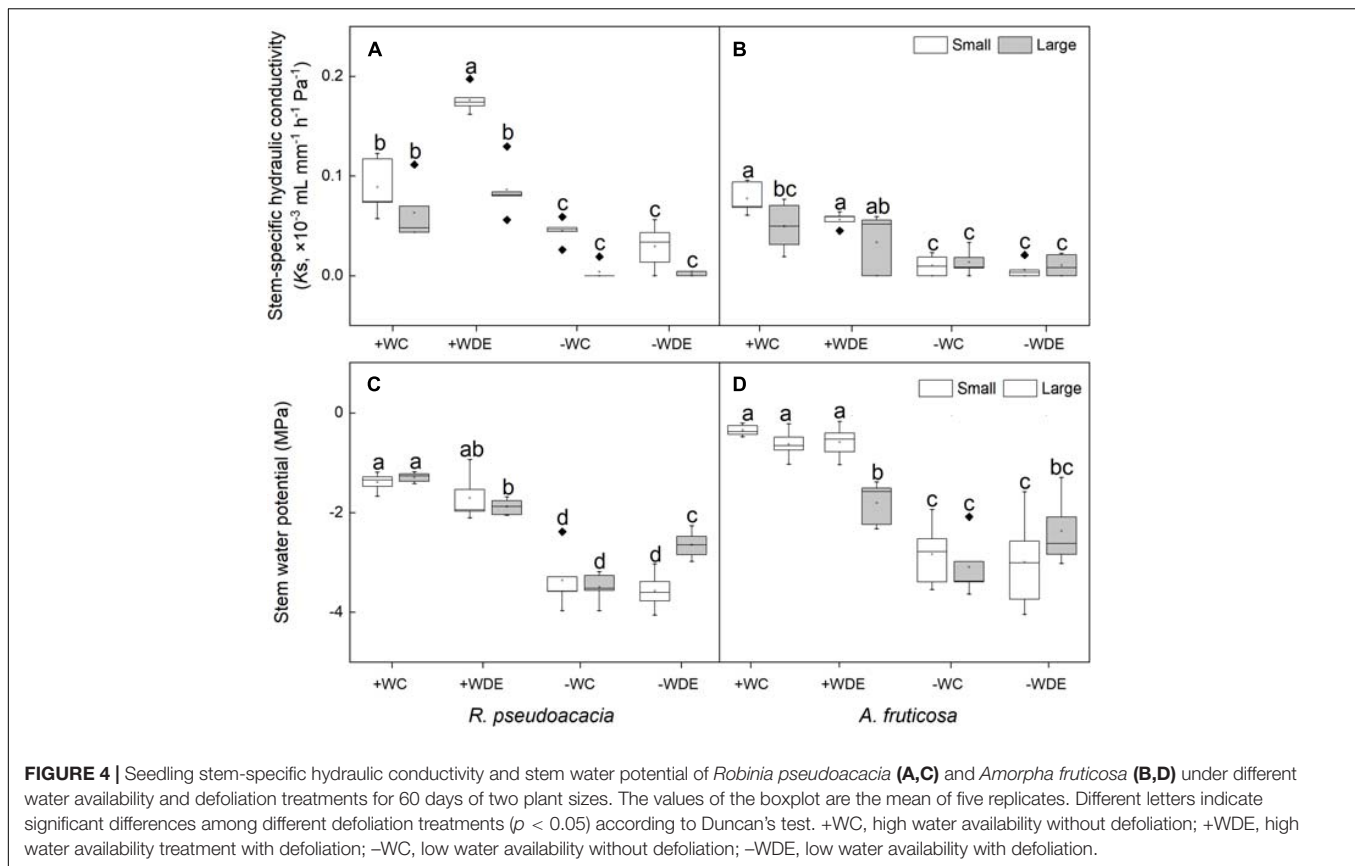 A
B
Small
Large
Stem-specific hydraulic conductivity
(Ks, ×10⁻³ mL mm⁻¹ h⁻¹ Pa⁻¹)
0.2
0.1
0.0
b
b
a
b
c
c
c
c
a
bc
a
ab
c
c
c
c
+WC
+WDE
-WC
-WDE
+WC
+WDE
-WC
-WDE
C
D
Small
Large
Stem water potential (MPa)
0
-2
-4
a
a
ab
b
d
d
d
c
a
a
a
b
c
c
c
bc
+WC
+WDE
-WC
-WDE
+WC
+WDE
-WC
-WDE
R. pseudoacacia
A. fruticosa
FIGURE 4 | Seedling stem-specific hydraulic conductivity and stem water potential of Robinia pseudoacacia (A,C) and Amorpha fruticosa (B,D) under different
water availability and defoliation treatments for 60 days of two plant sizes. The values of the boxplot are the mean of five replicates. Different letters indicate
significant differences among different defoliation treatments (p < 0.05) according to Duncan's test. +WC, high water availability without defoliation; +WDE, high
water availability treatment with defoliation; –WC, low water availability without defoliation; –WDE, low water availability with defoliation.